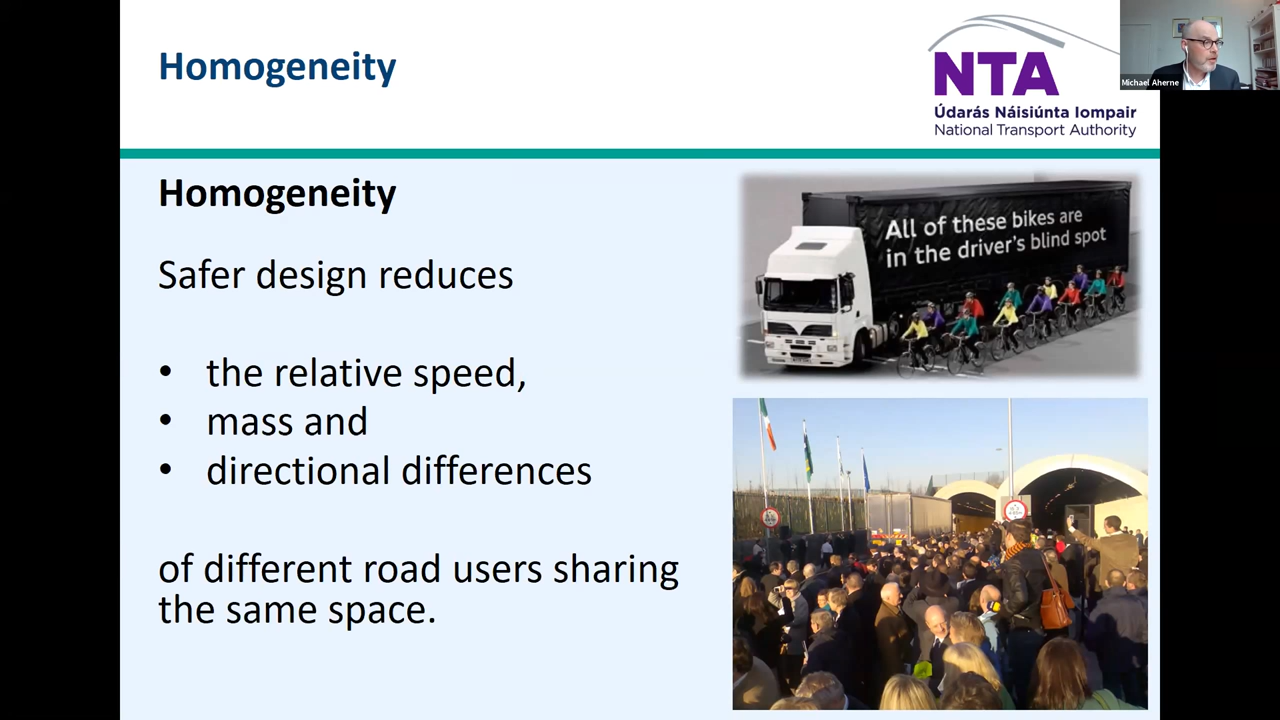 Homogeneity
NTA
Údarás Náisiúnta Iompair
National Transport Authority
Michael Aherne
Homogeneity
Safer design reduces
• the relative speed,
• mass and
• directional differences
of different road users sharing
the same space.
All of these bikes are
in the driver's blind spot